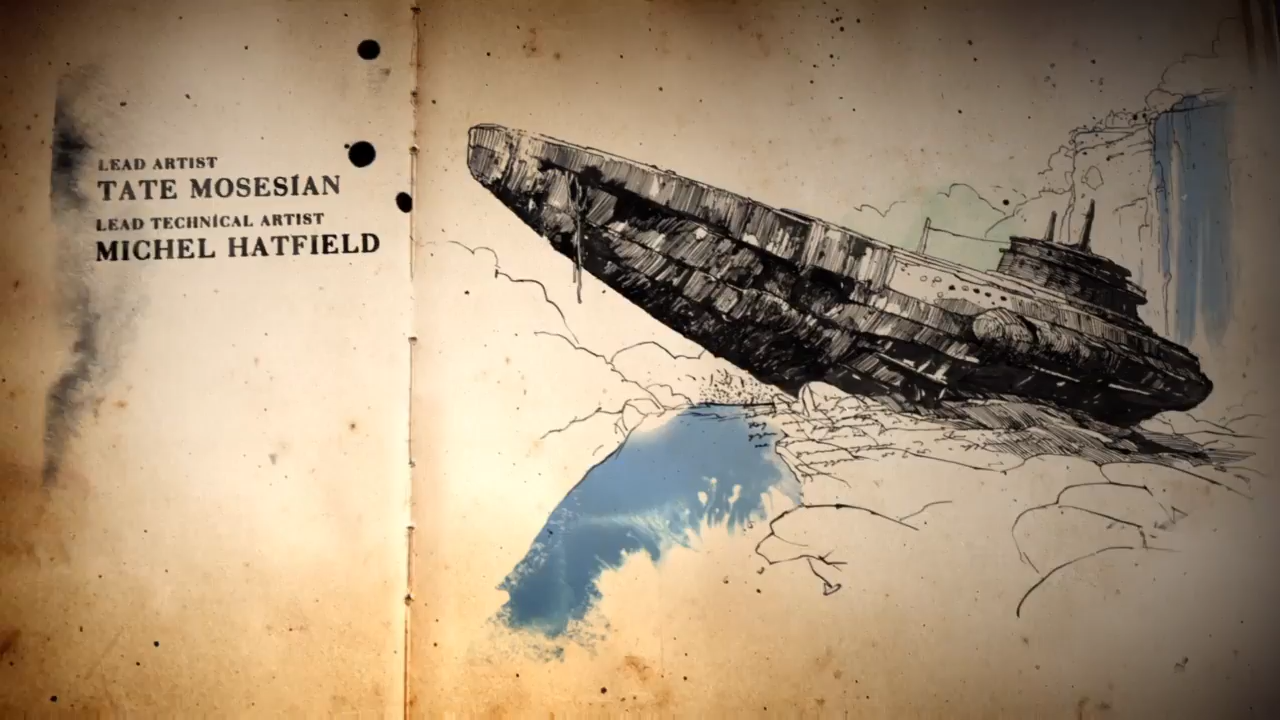 LEAD ARTIST
TATE MOSESIAN
LEAD TECHNICAL ARTIST
MICHEL HATFIELD